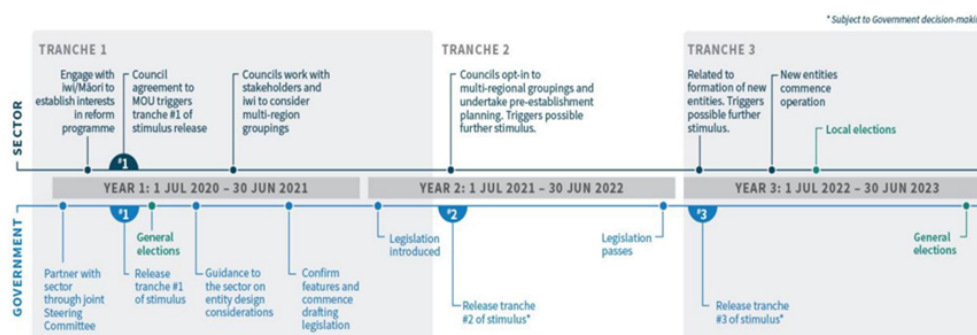 * Subject to Government decision-makin
TRANCHE 1
TRANCHE 2
TRANCHE 3
SECTOR
Engage with
iwi/Māori to
establish interests
in reform
programme
Council
agreement to
MOU triggers
tranche #1 of
stimulus release
Councils work with
stakeholders and
iwi to consider
multi-region
groupings
Councils opt-in to
multi-regional groupings and
undertake pre-establishment
planning. Triggers possible
further stimulus.
Related to
formation of new
entities. Triggers
possible further
stimulus.
New entities
commence
operation
Local elections
#1
YEAR 1: 1 JUL 2020 – 30 JUN 2021
YEAR 2: 1 JUL 2021 – 30 JUN 2022
YEAR 3: 1 JUL 2022 – 30 JUN 2023
GOVERNMENT
#1
#2
#3
Partner with
sector
through joint
Steering
Committee
Release
tranche #1
of stimulus
General
elections
Guidance to
the sector on
entity design
considerations
Confirm
features and
commence
drafting
legislation
Legislation
introduced
Release tranche
#2 of stimulus*
Legislation
passes
Release tranche
#3 of stimulus*
General
elections